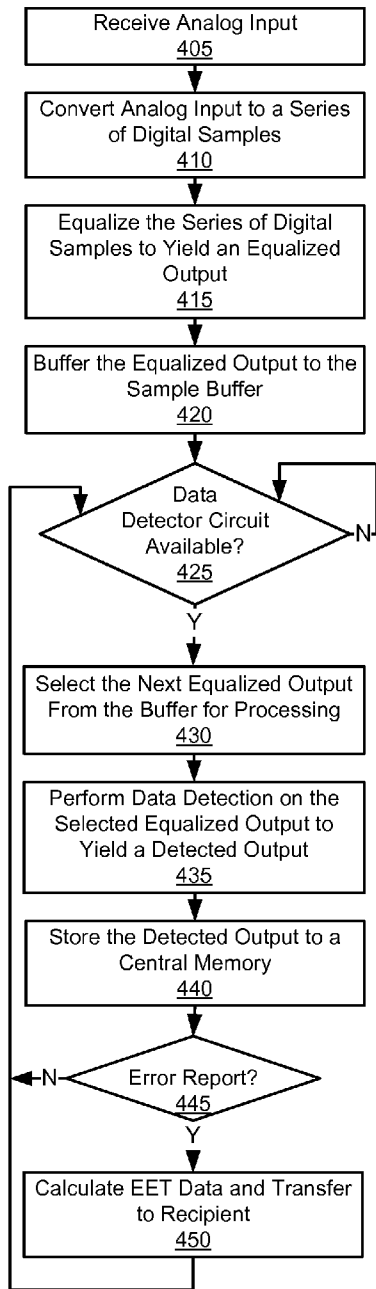 Receive Analog Input
405
Convert Analog Input to a Series
of Digital Samples
410
Equalize the Series of Digital
Samples to Yield an Equalized
Output
415
Buffer the Equalized Output to the
Sample Buffer
420
Data
Detector Circuit
Available?
425
N
Y
Select the Next Equalized Output
From the Buffer for Processing
430
Perform Data Detection on the
Selected Equalized Output to
Yield a Detected Output
435
Store the Detected Output to a
Central Memory
440
N
Error Report?
445
Y
Calculate EET Data and Transfer
to Recipient
450